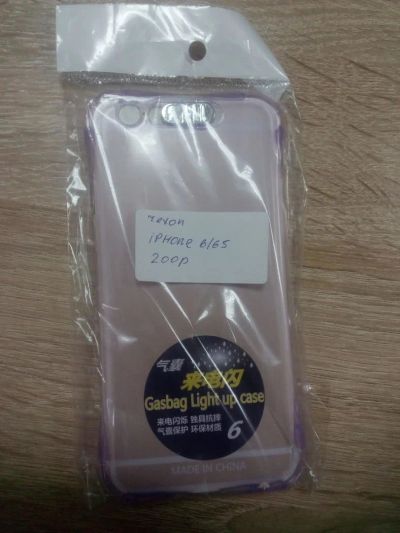 чехол
iPHONE 6/6S
200р
气囊
来电闪
Gasbag Light up case
来电闪烁 独具抗摔
气囊保护 环保材质
6
MADE IN CHINA